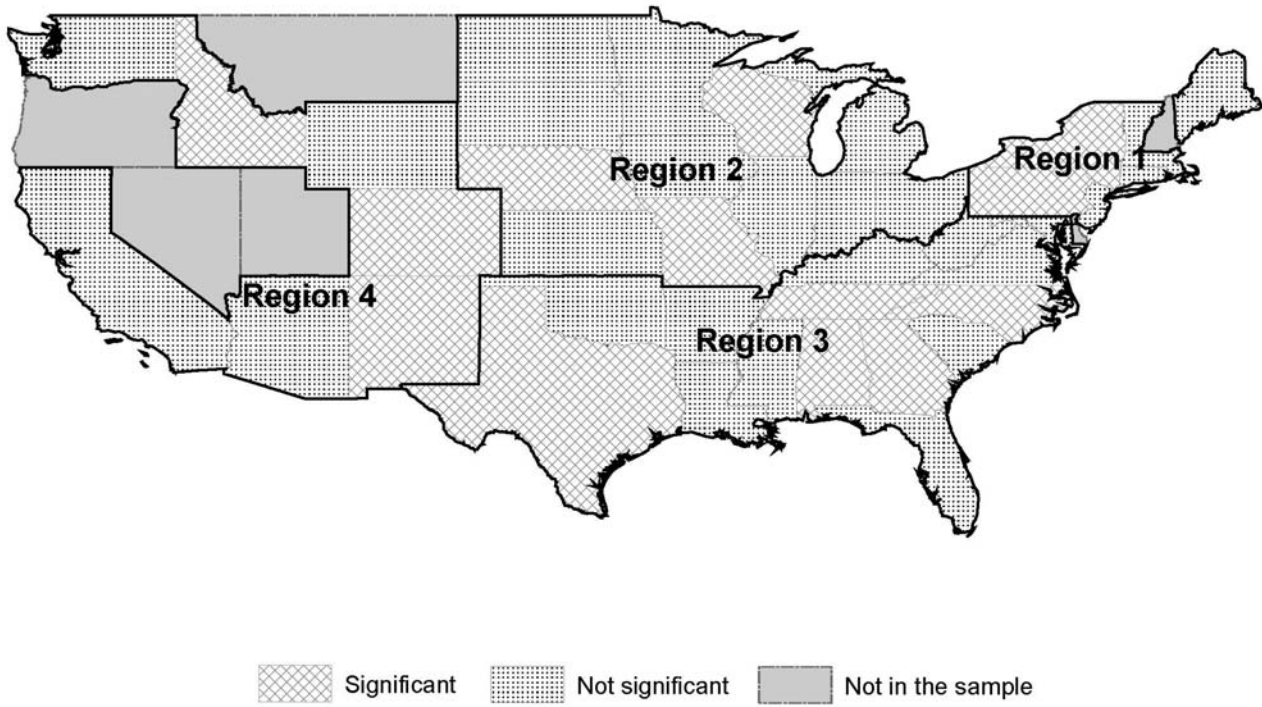 Region 1
Region 2
Region 4
Region 3
Significant
Not significant
Not in the sample